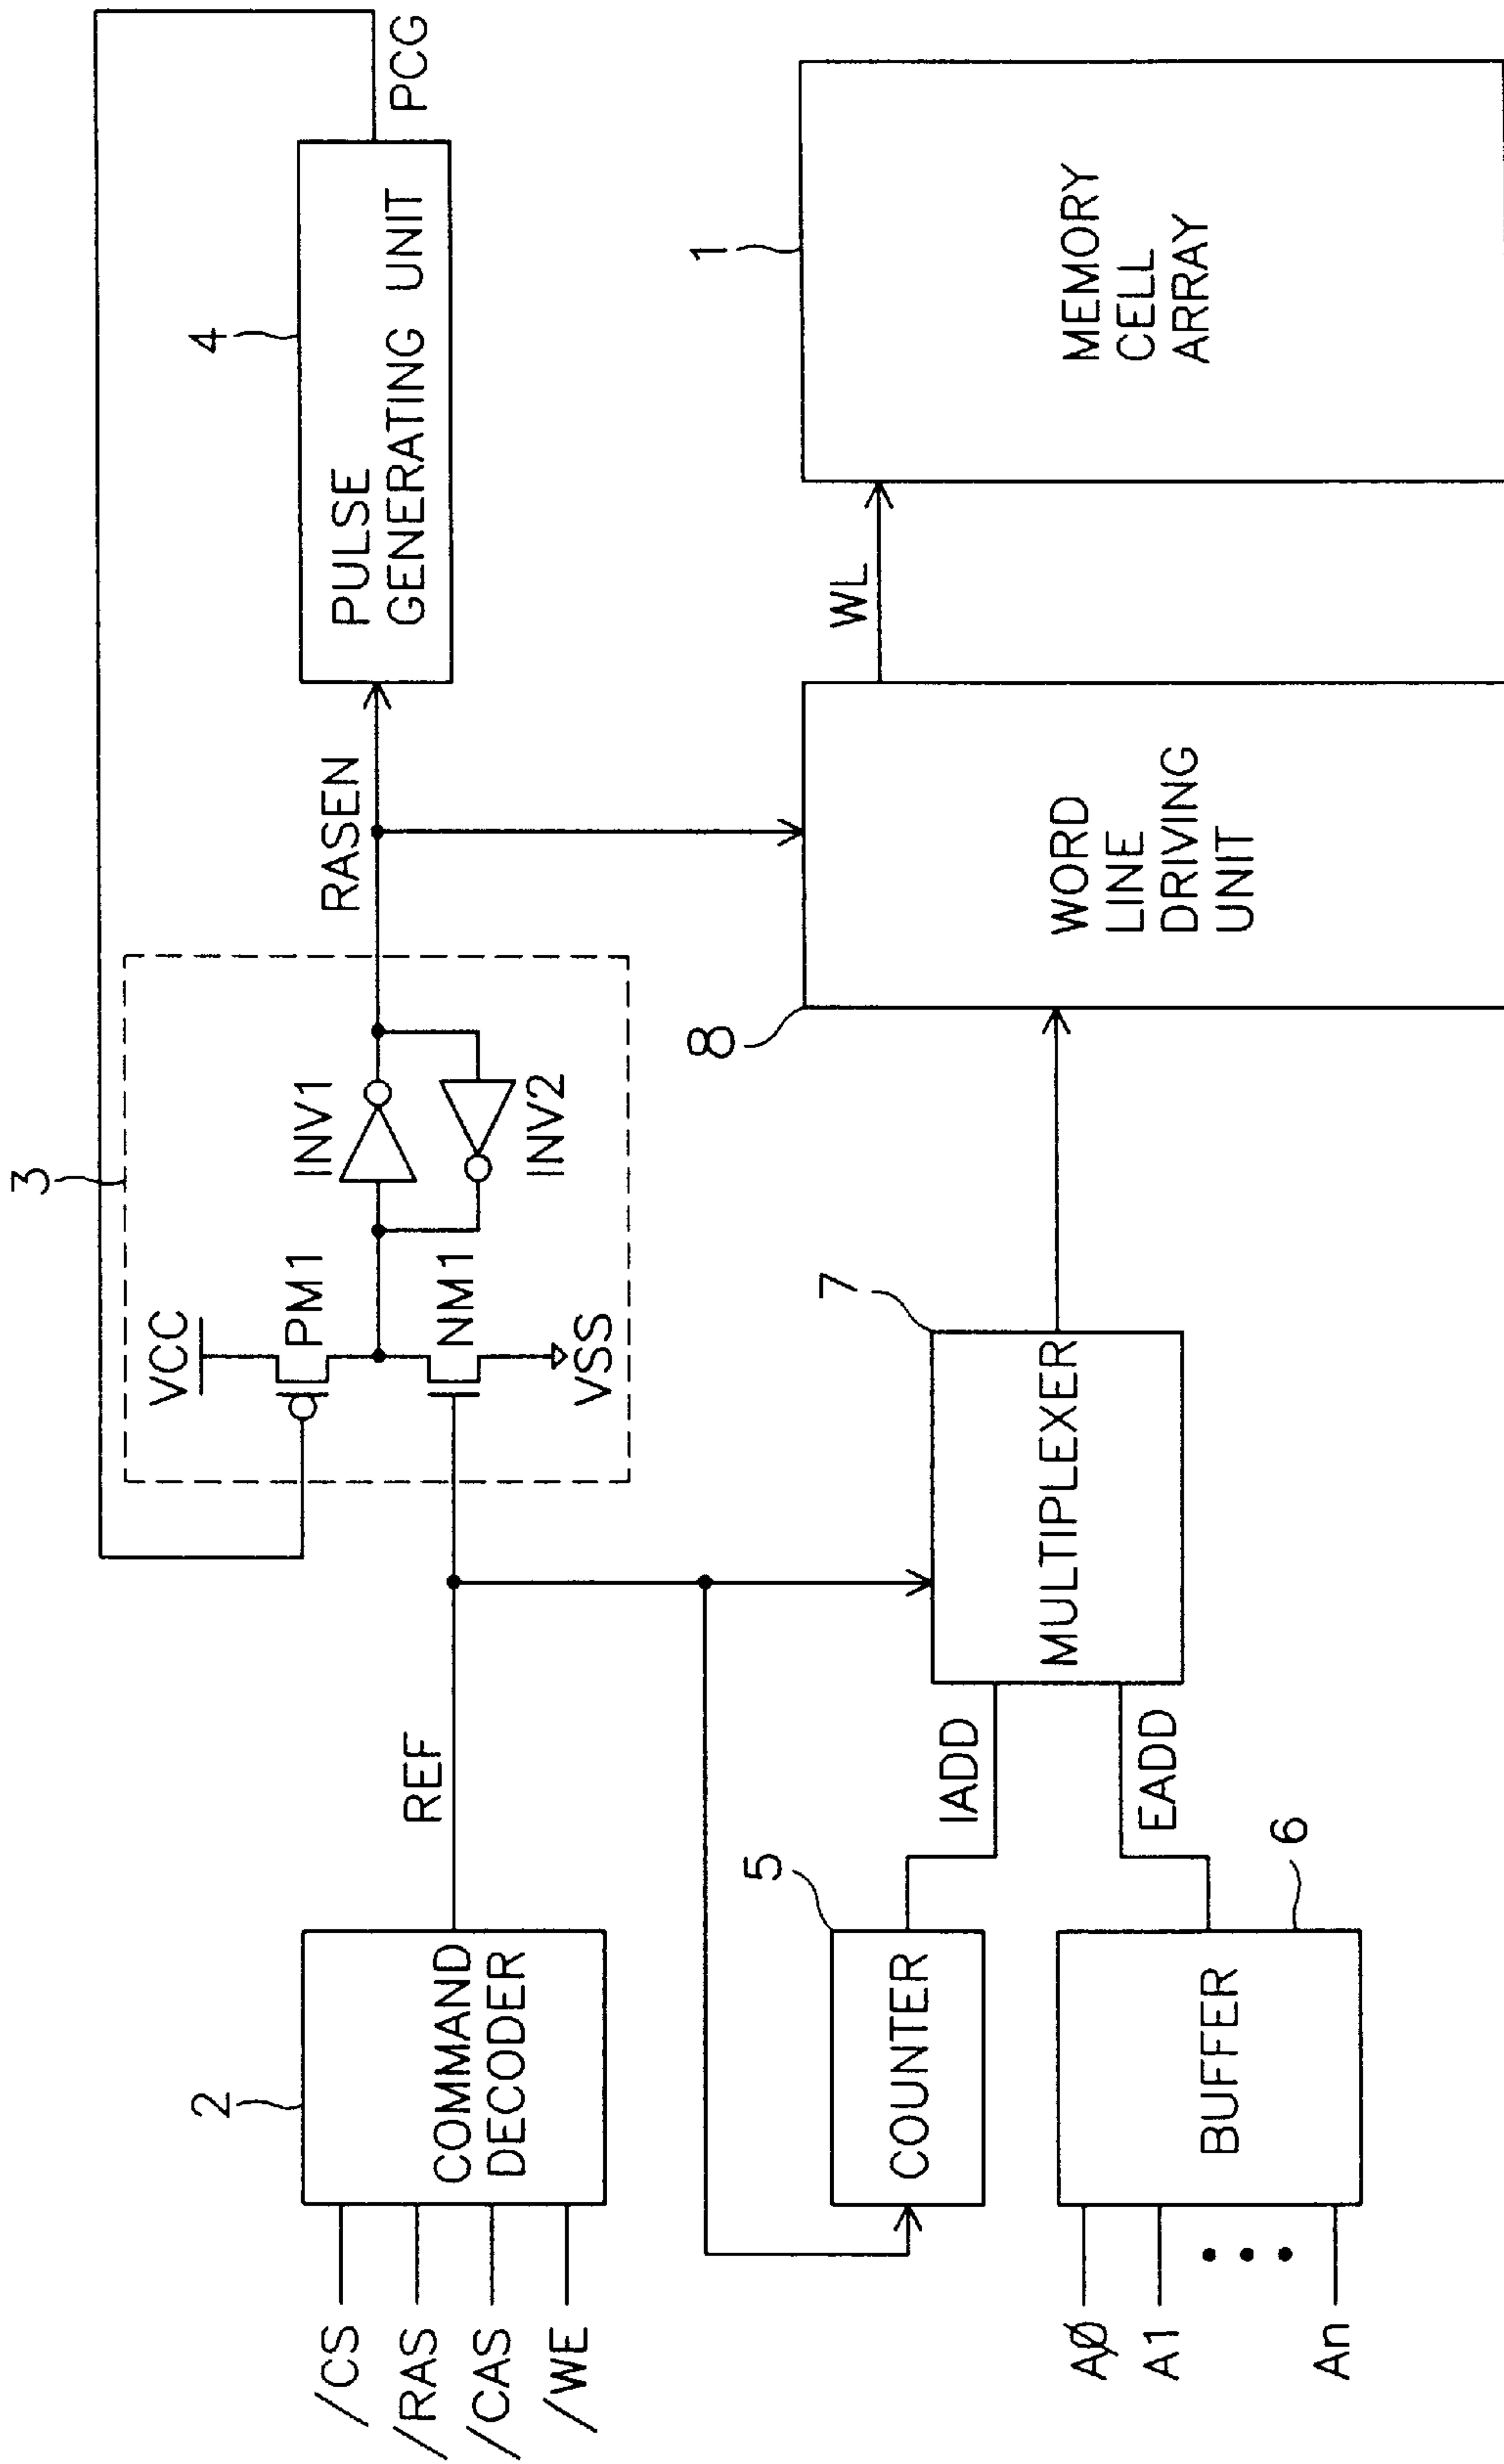 /CS
/RAS
/CAS
/WE
2
COMMAND
DECODER
REF
3
VCC
PM1
NM1
VSS
INV1
INV2
RASEN
4
PULSE
GENERATING UNIT
PCG
5
COUNTER
IADD
A0
A1
An
BUFFER
6
EADD
7
MULTIPLEXER
8
WORD
LINE
DRIVING
UNIT
WL
1
MEMORY
CELL
ARRAY